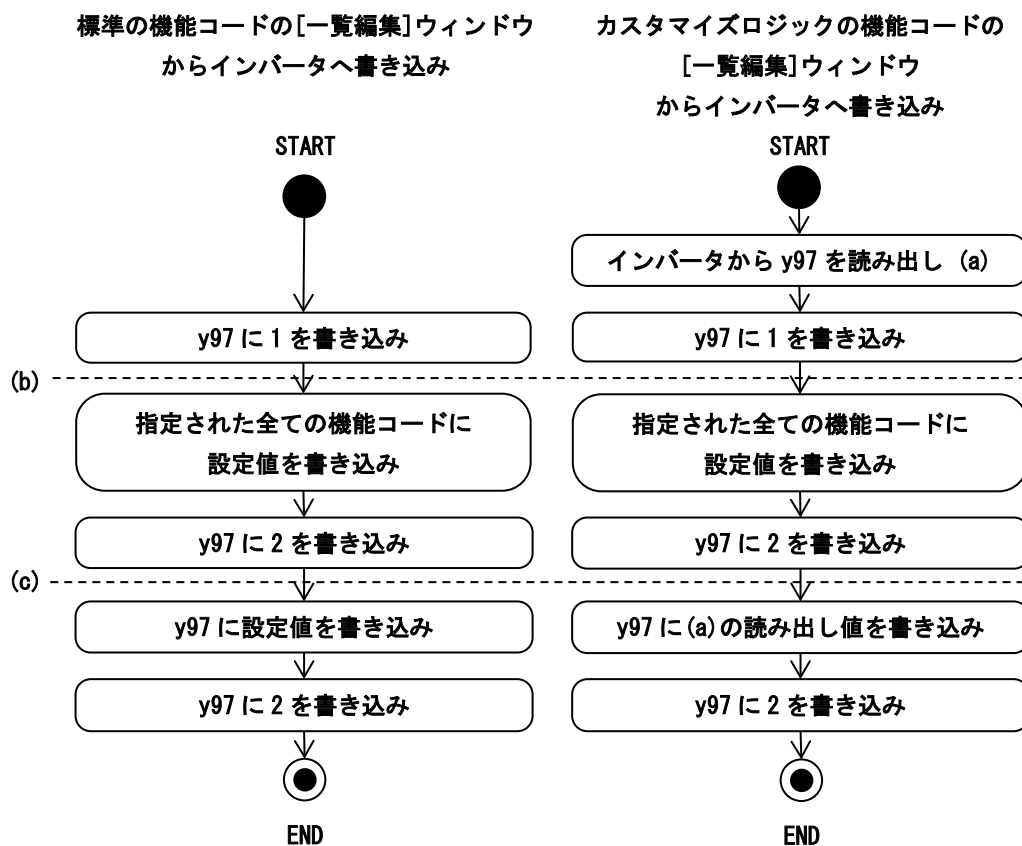 標準の機能コードの[一覧編集]ウィンドウ
からインバータへ書き込み
START
y97 に 1 を書き込み
指定された全ての機能コードに
設定値を書き込み
y97 に 2 を書き込み
y97 に設定値を書き込み
y97 に 2 を書き込み
END
カスタマイズロジックの機能コードの
[一覧編集]ウィンドウ
からインバータへ書き込み
START
インバータから y97 を読み出し (a)
y97 に 1 を書き込み
指定された全ての機能コードに
設定値を書き込み
y97 に 2 を書き込み
y97 に(a)の読み出し値を書き込み
y97 に 2 を書き込み
END
(b)
(c)